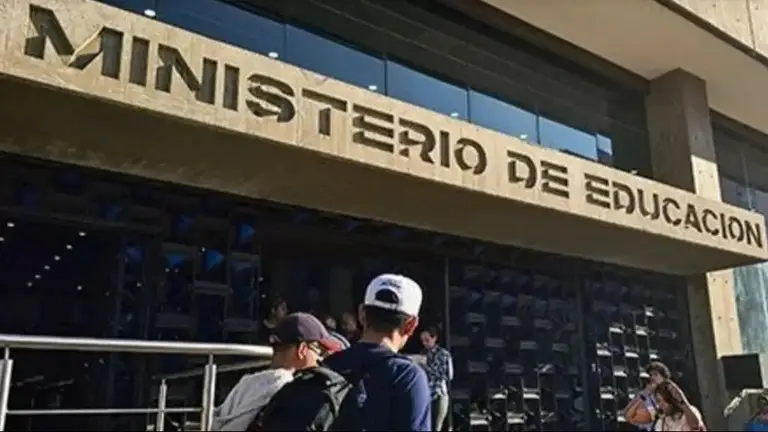 MINISTERIO DE EDUCACION